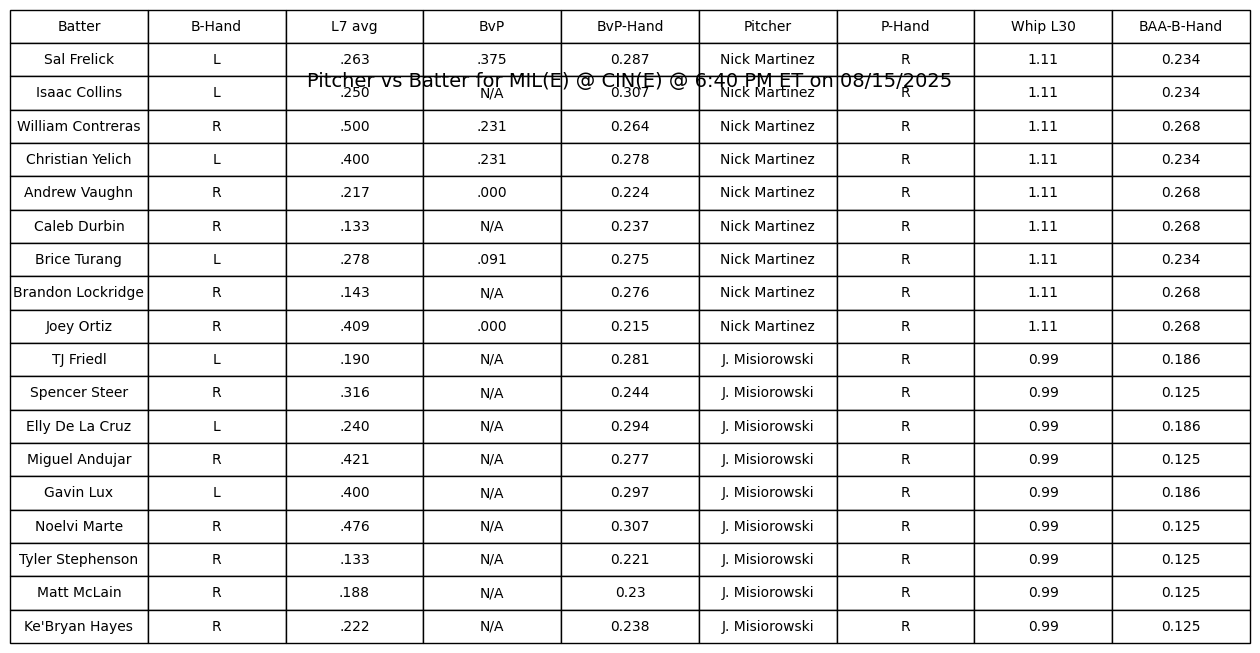 Batter B-Hand L7 avg BvP BvP-Hand Pitcher P-Hand Whip L30 BAA-B-Hand
Sal Frelick L .263 .375 0.287 Nick Martinez R 1.11 0.234
Pitcher vs Batter for MIL(E) @ CIN(E) @ 6:40 PM ET on 08/15/2025
Isaac Collins L .250 N/A 0.307 Nick Martinez R 1.11 0.234
William Contreras R .500 .231 0.264 Nick Martinez R 1.11 0.268
Christian Yelich L .400 .231 0.278 Nick Martinez R 1.11 0.234
Andrew Vaughn R .217 .000 0.224 Nick Martinez R 1.11 0.268
Caleb Durbin R .133 N/A 0.237 Nick Martinez R 1.11 0.268
Brice Turang L .278 .091 0.275 Nick Martinez R 1.11 0.234
Brandon Lockridge R .143 N/A 0.276 Nick Martinez R 1.11 0.268
Joey Ortiz R .409 .000 0.215 Nick Martinez R 1.11 0.268
TJ Friedl L .190 N/A 0.281 J. Misiorowski R 0.99 0.186
Spencer Steer R .316 N/A 0.244 J. Misiorowski R 0.99 0.125
Elly De La Cruz L .240 N/A 0.294 J. Misiorowski R 0.99 0.186
Miguel Andujar R .421 N/A 0.277 J. Misiorowski R 0.99 0.125
Gavin Lux L .400 N/A 0.297 J. Misiorowski R 0.99 0.186
Noelvi Marte R .476 N/A 0.307 J. Misiorowski R 0.99 0.125
Tyler Stephenson R .133 N/A 0.221 J. Misiorowski R 0.99 0.125
Matt McLain R .188 N/A 0.23 J. Misiorowski R 0.99 0.125
Ke'Bryan Hayes R .222 N/A 0.238 J. Misiorowski R 0.99 0.125